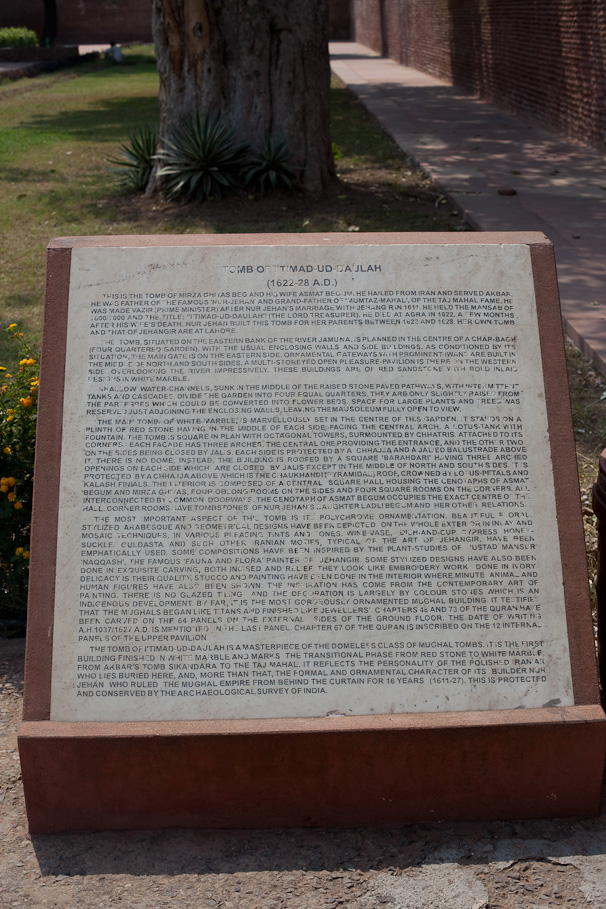 TOMB OF I'TIMAD-UD-DAULAH
(1622-28 A.D.)
THIS IS THE TOMB OF MIRZA GHIYAS BEG AND HIS WIFE ASMAT BEGUM. HE HAILED FROM IRAN AND SERVED AKBAR.
HE WAS FATHER OF THE FAMOUS NUR-JEHAN AND GRAND-FATHER OF 'MUMTAZ-MAHAL', OF THE TAJ MAHAL FAME. HE
WAS MADE VAZIR (PRIME MINISTER) AFTER NUR JEHAN'S MARRIAGE WITH JEHANGIR IN 1611. HE HELD THE MANSAB OF
7000/7000 AND THE TITLE: 'I'TIMAD-UD-DAULAH' (THE LORD TREASURER). HE DIED AT AGRA IN 1622, A FEW MONTHS
AFTER HIS WIFE'S DEATH. NUR JEHAN BUILT THIS TOMB FOR HER PARENTS BETWEEN 1622 AND 1628. HER OWN TOMB
AND THAT OF JEHANGIR ARE AT LAHORE.
THE TOMB, SITUATED ON THE EASTERN BANK OF THE RIVER JAMUNA, IS PLANNED IN THE CENTRE OF A CHAR-BAGH
(FOUR-QUARTERED GARDEN), WITH THE USUAL ENCLOSING WALLS AND SIDE BUILDINGS. AS CONDITIONED BY ITS
SITUATION, THE MAIN GATE IS ON THE EASTERN SIDE. ORNAMENTAL GATEWAYS WITH PROMINENT IWANS ARE BUILT IN
THE MIDDLE OF NORTH AND SOUTH SIDES. A MULTI-STOREYED OPEN PLEASURE-PAVILION IS THERE ON THE WESTERN
SIDE, OVERLOOKING THE RIVER IMPRESSIVELY. THESE BUILDINGS ARE OF RED SANDSTONE WITH BOLD INLAID
DESIGNS IN WHITE MARBLE.
SHALLOW WATER-CHANNELS, SUNK IN THE MIDDLE OF THE RAISED STONE PAVED PATHWAYS, WITH INTERMITTENT
TANKS AND CASCADES, DIVIDE THE GARDEN INTO FOUR EQUAL QUARTERS. THEY ARE ONLY SLIGHTLY RAISED FROM
THE PARTERRES WHICH COULD BE CONVERTED INTO FLOWER BEDS. SPACE FOR LARGE PLANTS AND TREES WAS
RESERVED JUST ADJOINING THE ENCLOSING WALLS, LEAVING THE MAUSOLEUM FULLY OPEN TO VIEW.
THE MAIN TOMB OF WHITE-MARBLE IS MARVELLOUSLY SET IN THE CENTRE OF THIS GARDEN. IT STANDS ON A
PLINTH OF RED STONE HAVING IN THE MIDDLE OF EACH SIDE, FACING THE CENTRAL ARCH, A LOTUS-TANK WITH
FOUNTAIN. THE TOMB IS SQUARE IN PLAN WITH OCTAGONAL TOWERS, SURMOUNTED BY CHHATRIS, ATTACHED TO ITS
CORNERS. EACH FACADE HAS THREE ARCHES, THE CENTRAL ONE PROVIDING THE ENTRANCE, AND THE OTHER TWO
ON THE SIDES BEING CLOSED BY JALIS. EACH SIDE IS PROTECTED BY A CHHAJJA AND A JALIED BALUSTRADE ABOVE
IT. THERE IS NO DOME; INSTEAD, THE BUILDING IS ROOFED BY A SQUARE 'BARAHDARI' HAVING THREE ARCHED
OPENINGS ON EACH SIDE WHICH ARE CLOSED BY JALIS EXCEPT IN THE MIDDLE OF NORTH AND SOUTH SIDES. IT IS
PROTECTED BY A CHHAJJA ABOVE WHICH IS THE CHAUKHANDI (PYRAMIDAL) ROOF, CROWNED BY LOTUS-PETALS AND
KALASH FINIALS. THE INTERIOR IS COMPOSED OF A CENTRAL SQUARE HALL HOUSING THE CENOTAPHS OF ASMAT
BEGUM AND MIRZA GHIYAS, FOUR OBLONG ROOMS ON THE SIDES AND FOUR SQUARE ROOMS ON THE CORNERS, ALL
INTERCONNECTED BY COMMON DOORWAYS. THE CENOTAPH OF ASMAT BEGUM OCCUPIES THE EXACT CENTRE OF THE
HALL. CORNER ROOMS HAVE TOMBSTONES OF NUR JEHAN'S DAUGHTER LADLI BEGUM AND HER OTHER RELATIONS.
THE MOST IMPORTANT ASPECT OF THIS TOMB IS ITS POLYCHROME ORNAMENTATION. BEAUTIFUL FLORAL,
STYLIZED, ARABESQUE AND GEOMETRICAL DESIGNS HAVE BEEN DEPICTED ON THE WHOLE EXTERIOR IN INLAY AND
MOSAIC TECHNIQUES, IN VARIOUS PLEASING TINTS AND TONES. WINE-VASE, DISH-AND-CUP, CYPRESS, HONEY-
SUCKLE, GULDASTA AND SUCH OTHER IRANIAN MOTIFS, TYPICAL OF THE ART OF JEHANGIR, HAVE BEEN
EMPHATICALLY USED. SOME COMPOSITIONS HAVE BEEN INSPIRED BY THE PLANT-STUDIES OF 'USTAD MANSUR
NAQQASH', THE FAMOUS 'FAUNA AND FLORA' PAINTER OF JEHANGIR. SOME STYLIZED DESIGNS HAVE ALSO BEEN
DONE IN EXQUISITE CARVING, BOTH INCISED AND RELIEF. THEY LOOK LIKE EMBROIDERY WORK DONE IN IVORY.
DELICACY IS THEIR QUALITY. STUCCO AND PAINTING HAVE BEEN DONE IN THE INTERIOR WHERE MINUTE ANIMAL AND
HUMAN FIGURES HAVE ALSO BEEN SHOWN. THE INSPIRATION HAS COME FROM THE CONTEMPORARY ART OF
PAINTING. THERE IS NO GLAZED TILING AND THE DECORATION IS LARGELY BY COLOUR STONES WHICH IS AN
INDIGENOUS DEVELOPMENT. BY FAR, IT IS THE MOST GORGEOUSLY ORNAMENTED MUGHAL BUILDING. IT TESTIFIES
THAT 'THE MUGHALS BEGAN LIKE TITANS AND FINISHED LIKE JEWELLERS'. CHAPTERS 48 AND 73 OF THE QURAN HAVE
BEEN CARVED ON THE 64 PANELS ON THE EXTERNAL SIDES OF THE GROUND FLOOR. THE DATE OF WRITING
A.H. 1037/1627 A.D. IS MENTIONED IN THE LAST PANEL. CHAPTER 67 OF THE QURAN IS INSCRIBED ON THE 12 INTERNAL
PANELS OF THE UPPER PAVILION.
THE TOMB OF I'TIMAD-UD-DAULAH IS A MASTERPIECE OF THE DOMELESS CLASS OF MUGHAL TOMBS. IT IS THE FIRST
BUILDING FINISHED IN WHITE MARBLE AND MARKS THE TRANSITIONAL PHASE FROM RED STONE TO WHITE MARBLE,
FROM AKBAR'S TOMB SIKANDARA TO THE TAJ MAHAL. IT REFLECTS THE PERSONALITY OF THE POLISHED IRANIAN
WHO LIES BURIED HERE, AND, MORE THAN THAT, THE FORMAL AND ORNAMENTAL CHARACTER OF ITS BUILDER NUR
JEHAN WHO RULED THE MUGHAL EMPIRE FROM BEHIND THE CURTAIN FOR 16 YEARS (1611-27). THIS IS PROTECTED
AND CONSERVED BY THE ARCHAEOLOGICAL SURVEY OF INDIA.